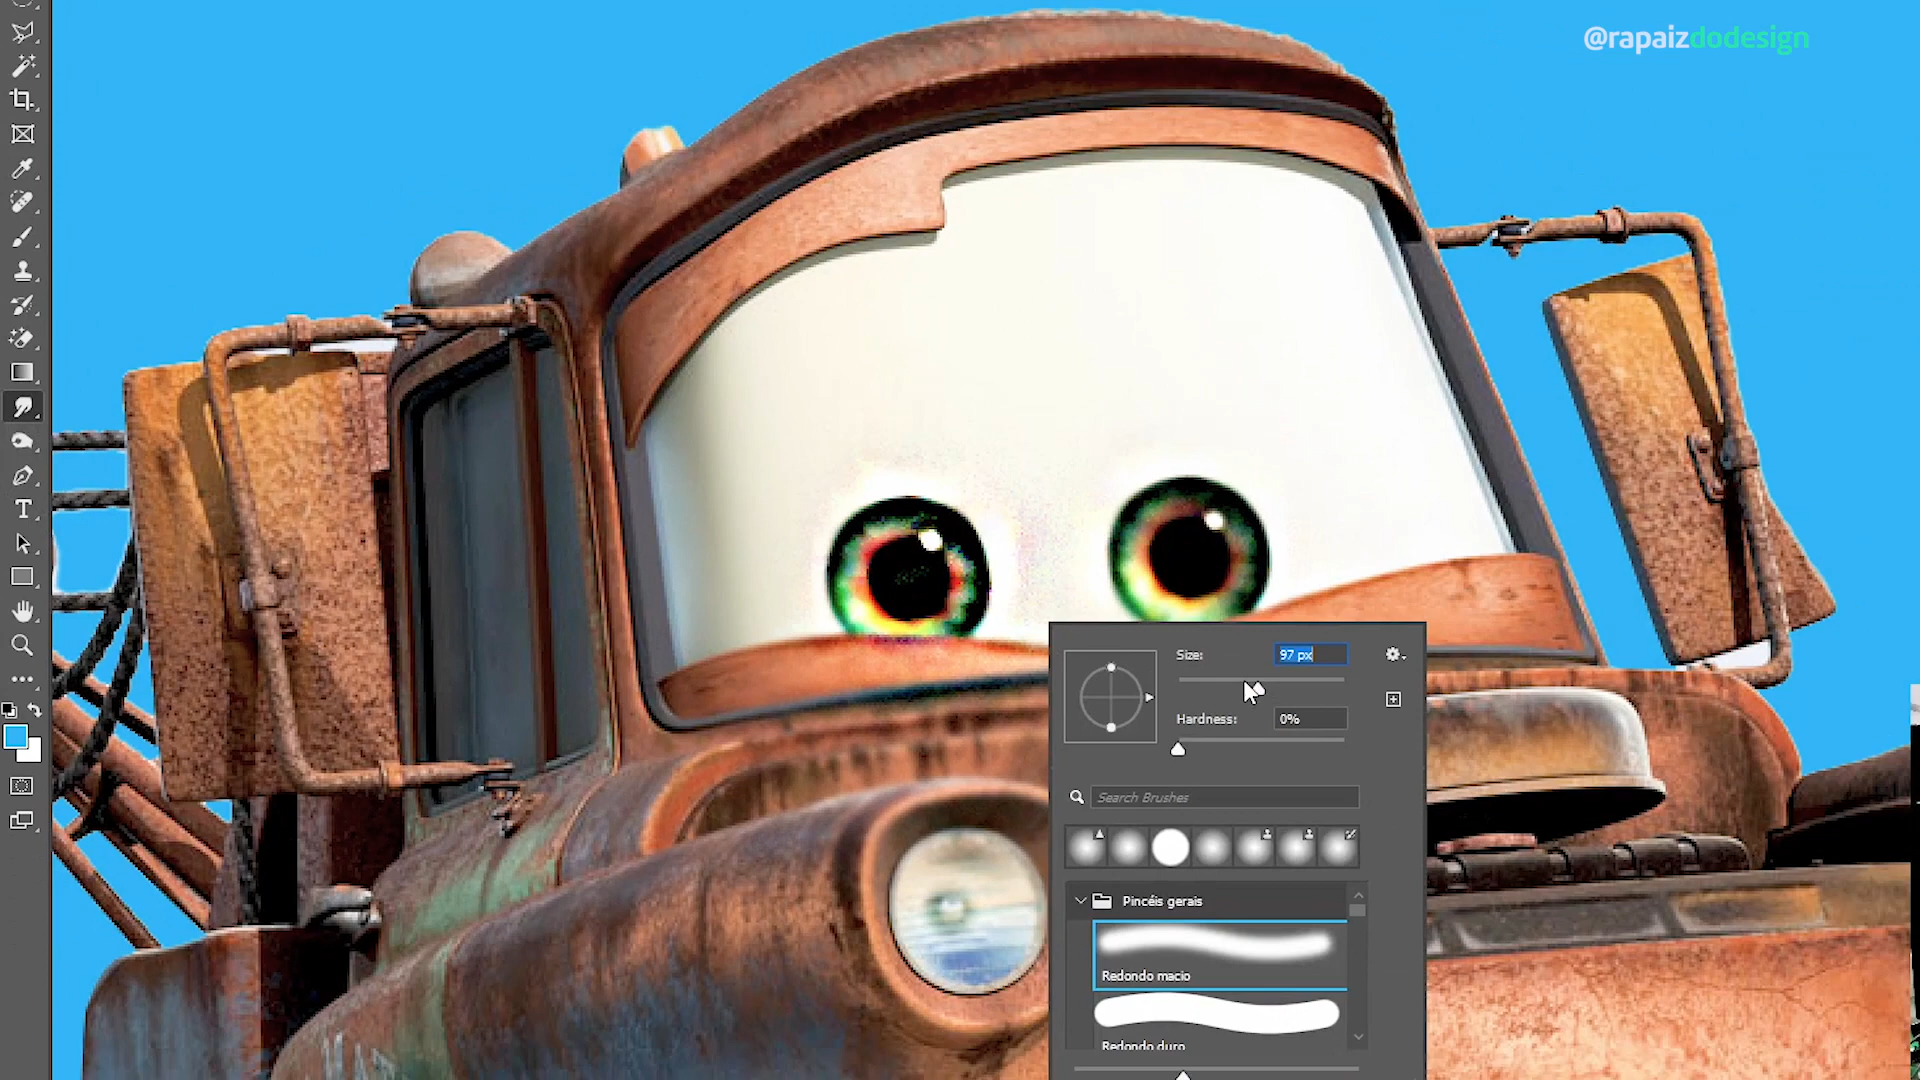 @rapaizdodesign
Size:
97 px
Hardness:
0%
Search Brushes
Pincéis gerais
Redondo macio
Redondo duro